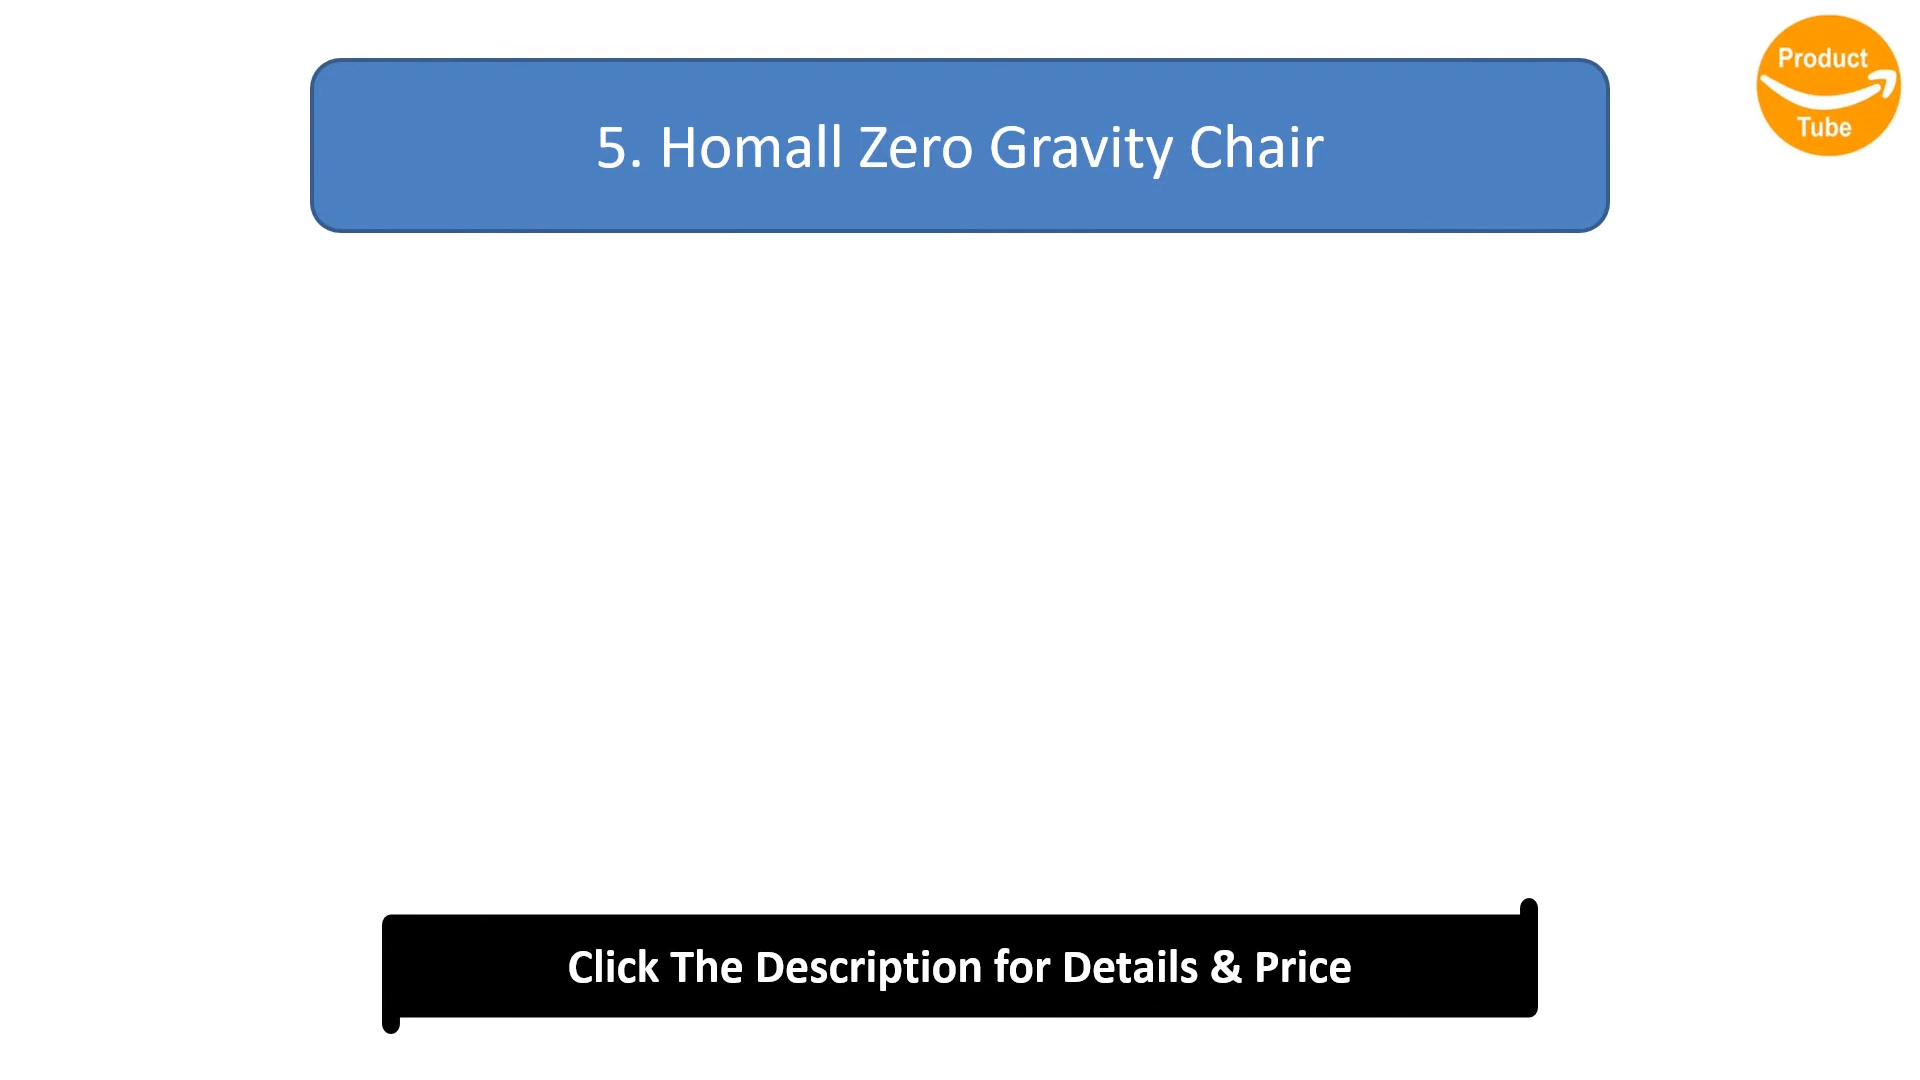 5. Homall Zero Gravity Chair
Product
Tube
Click The Description for Details & Price